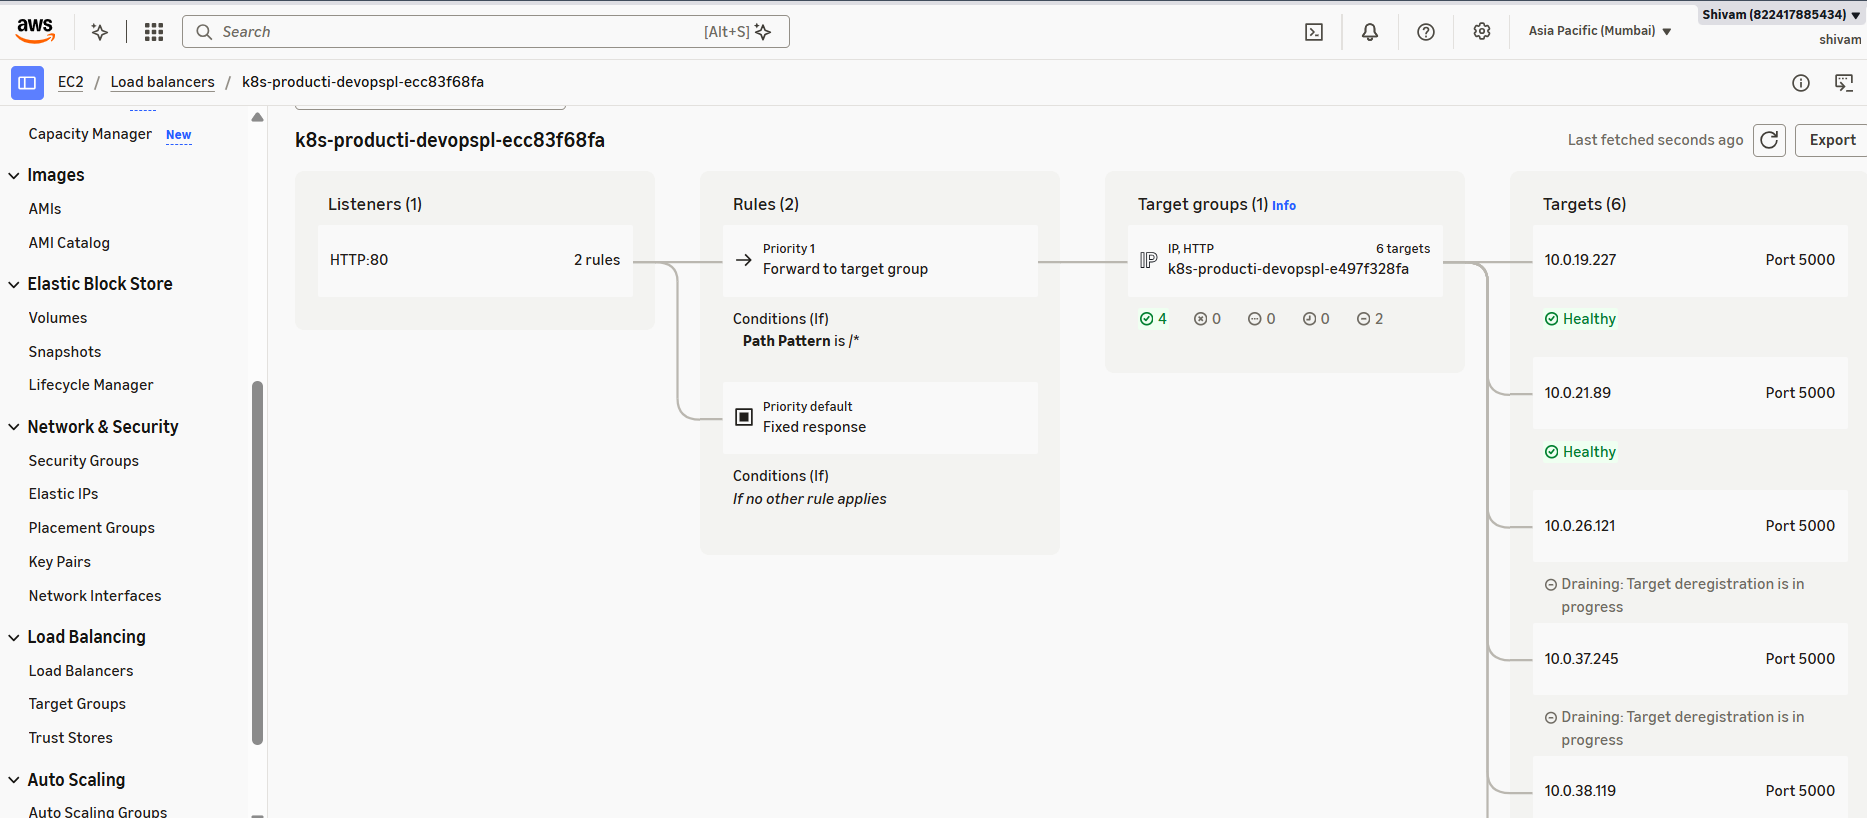 aws
Search
[Alt+S]
Asia Pacific (Mumbai)
Shivam (822417885434)
shivam
EC2 / Load balancers / k8s-producti-devopspl-ecc83f68fa
Capacity Manager New
Images
AMIs
AMI Catalog
Elastic Block Store
Volumes
Snapshots
Lifecycle Manager
Network & Security
Security Groups
Elastic IPs
Placement Groups
Key Pairs
Network Interfaces
Load Balancing
Load Balancers
Target Groups
Trust Stores
Auto Scaling
Auto Scaling Groups
k8s-producti-devopspl-ecc83f68fa
Last fetched seconds ago
Export
Listeners (1)
HTTP:80 2 rules
Rules (2)
Priority 1
Forward to target group
Conditions (If)
Path Pattern is /*
Priority default
Fixed response
Conditions (If)
If no other rule applies
Target groups (1) Info
IP, HTTP 6 targets
IP k8s-producti-devopspl-e497f328fa
4 0 0 0 2
Targets (6)
10.0.19.227 Port 5000
Healthy
10.0.21.89 Port 5000
Healthy
10.0.26.121 Port 5000
Draining: Target deregistration is in
progress
10.0.37.245 Port 5000
Draining: Target deregistration is in
progress
10.0.38.119 Port 5000